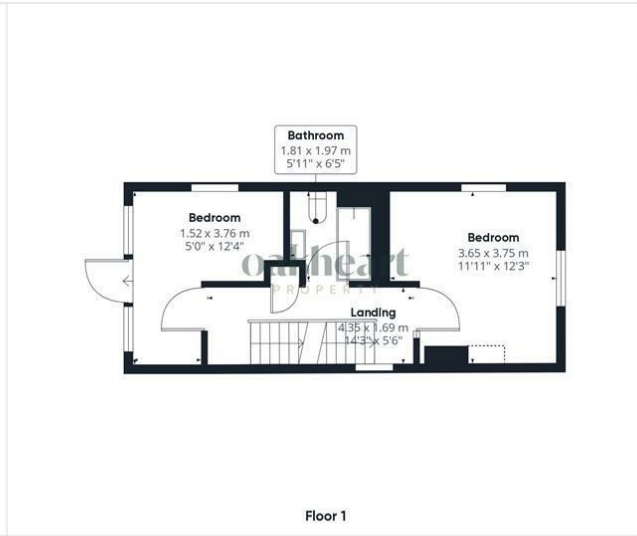 Bathroom
1.81 x 1.97 m
5'11" x 6'5"
Bedroom
1.52 x 3.76 m
5'0" x 12'4"
Bedroom
3.65 x 3.75 m
11'11" x 12'3"
oakheart
PROPERTY
Landing
4.35 x 1.69 m
14'3" x 5'6"
Floor 1